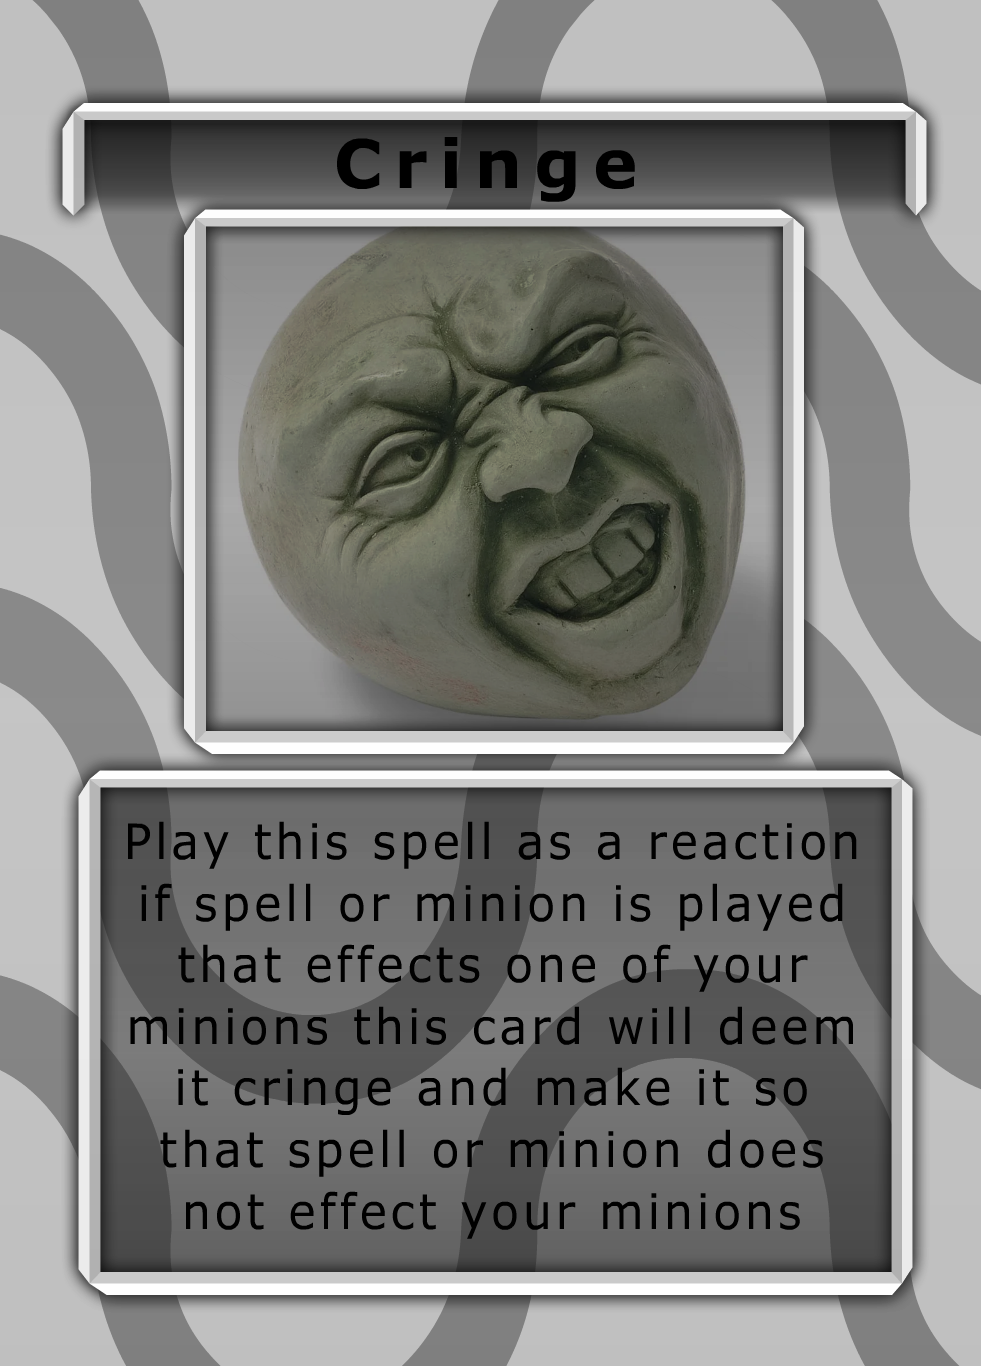 Cringe
Play this spell as a reaction
if spell or minion is played
that effects one of your
minions this card will deem
it cringe and make it so
that spell or minion does
not effect your minions